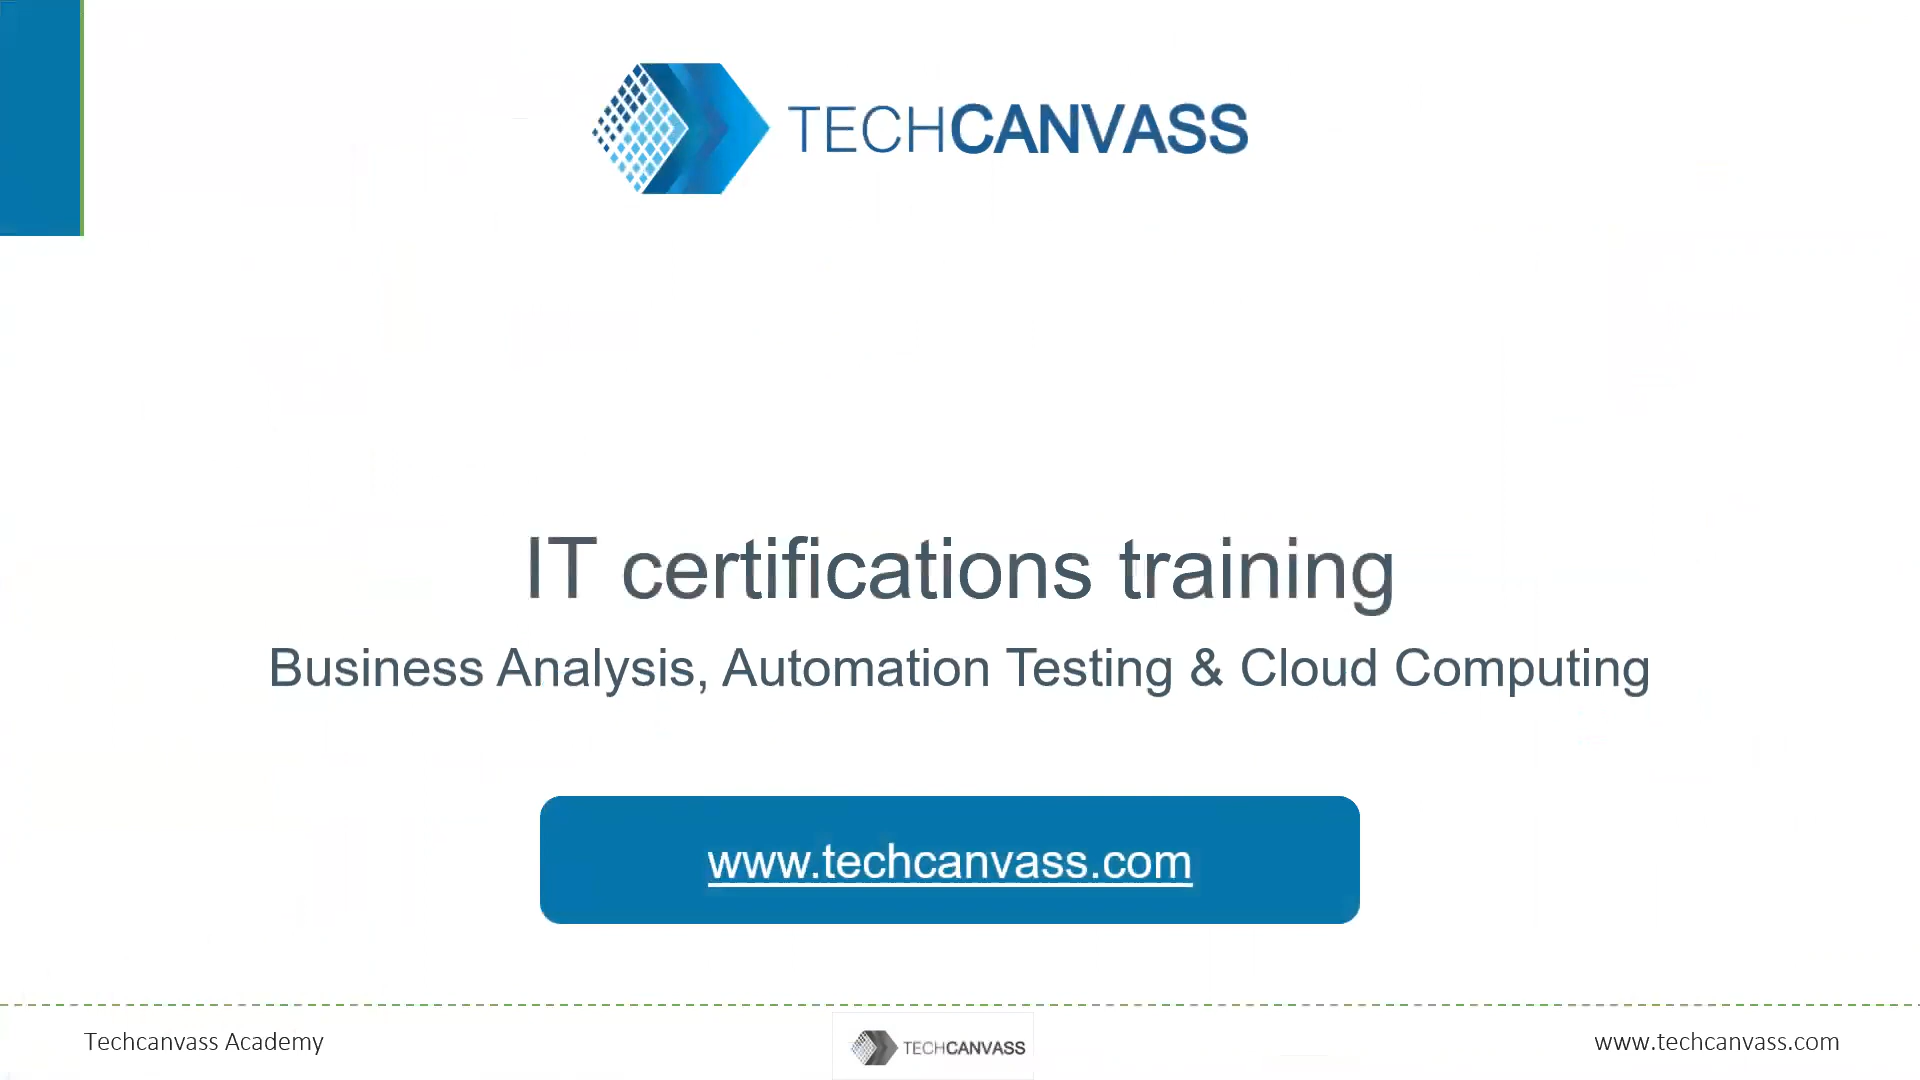 TECHCANVASS
IT certifications training
Business Analysis, Automation Testing & Cloud Computing
www.techcanvass.com
Techcanvass Academy
TECHCANVASS
www.techcanvass.com